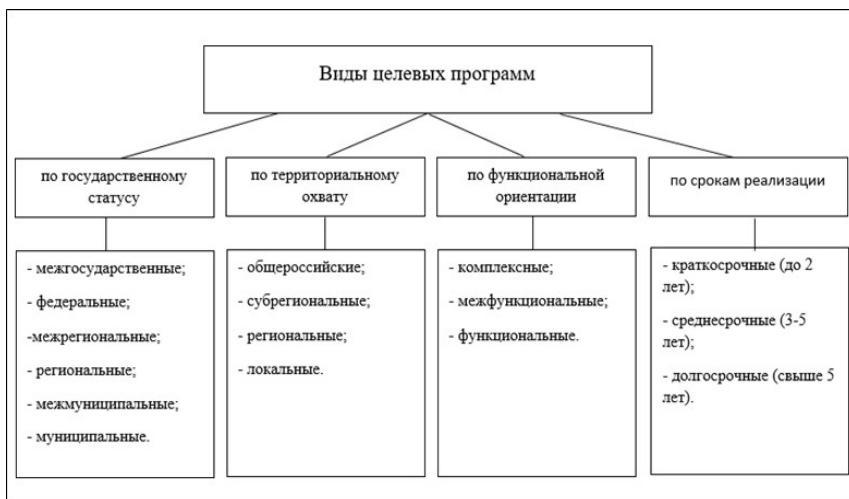 Виды целевых программ
по государственному
статусу
по территориальному
охвату
по функциональной
ориентации
по срокам реализации
- межгосударственные;
- федеральные;
-межрегиональные;
- региональные;
- межмуниципальные;
- муниципальные.
- общероссийские;
- субрегиональные;
- региональные;
- локальные.
- комплексные;
- межфункциональные;
- функциональные.
- краткосрочные (до 2
лет);
- среднесрочные (3-5
лет);
- долгосрочные (свыше 5
лет).